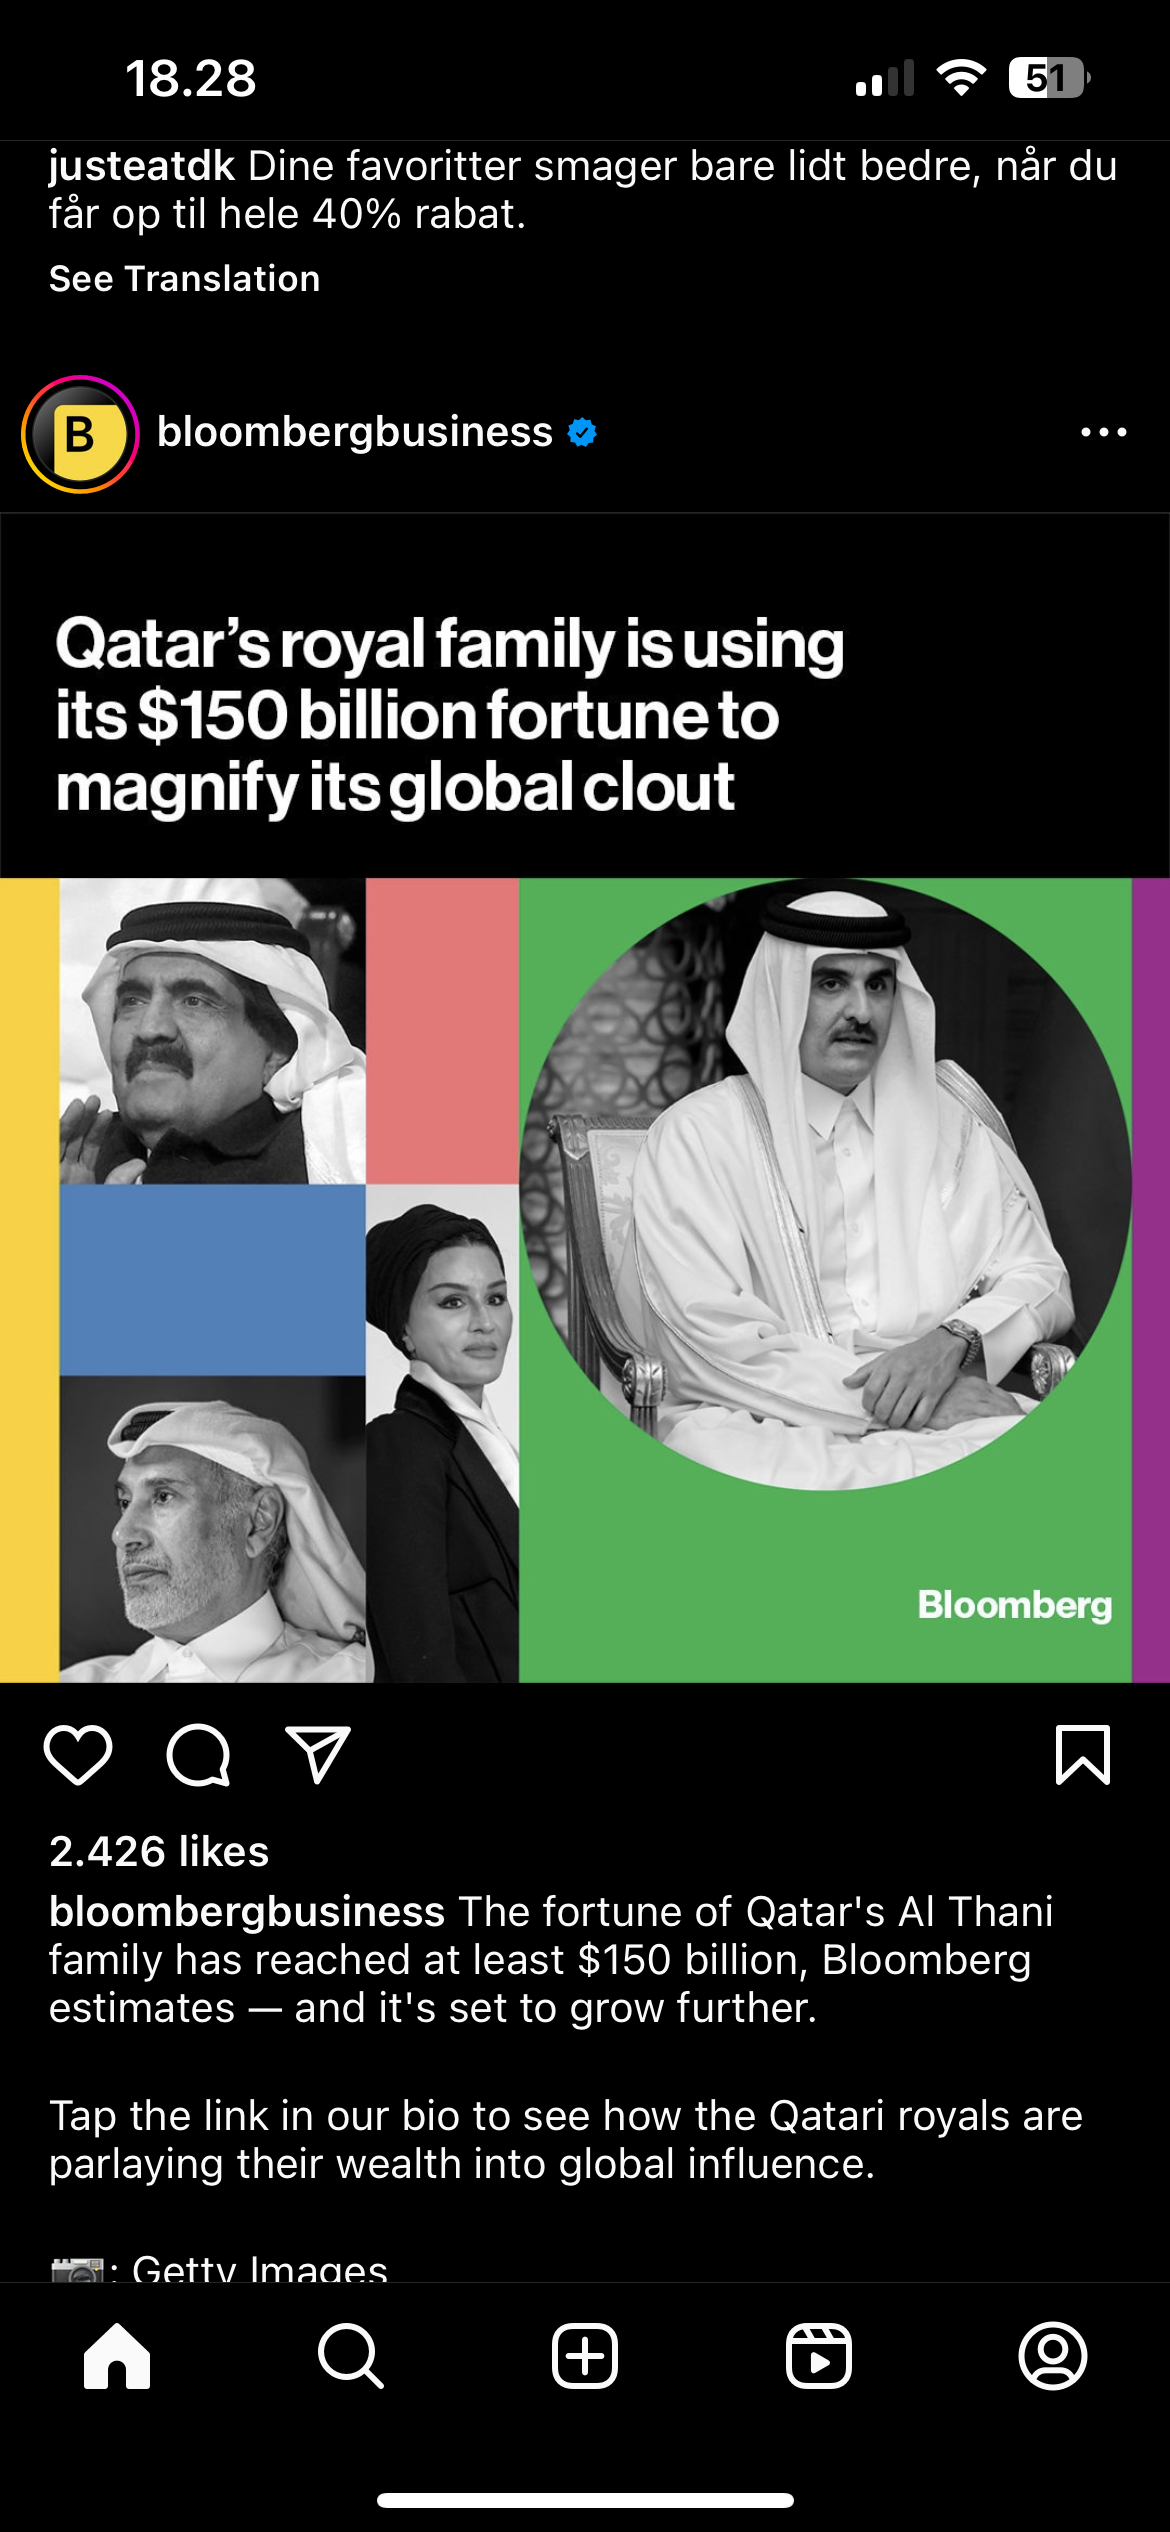 18.28
51
justeatdk Dine favoritter smager bare lidt bedre, når du
får op til hele 40% rabat.
See Translation
B
bloombergbusiness
Qatar’s royal family is using
its $150 billion fortune to
magnify its global clout
Bloomberg
2.426 likes
bloombergbusiness The fortune of Qatar's Al Thani
family has reached at least $150 billion, Bloomberg
estimates — and it's set to grow further.
Tap the link in our bio to see how the Qatari royals are
parlaying their wealth into global influence.
📷: Getty Images